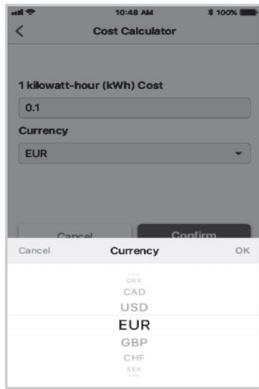 10:48 AM
100%
Cost Calculator
1 kilowatt-hour (kWh) Cost
0.1
Currency
EUR
Cancel Confirm
Cancel Currency OK
CAD
USD
EUR
GBP
CHF
SEK